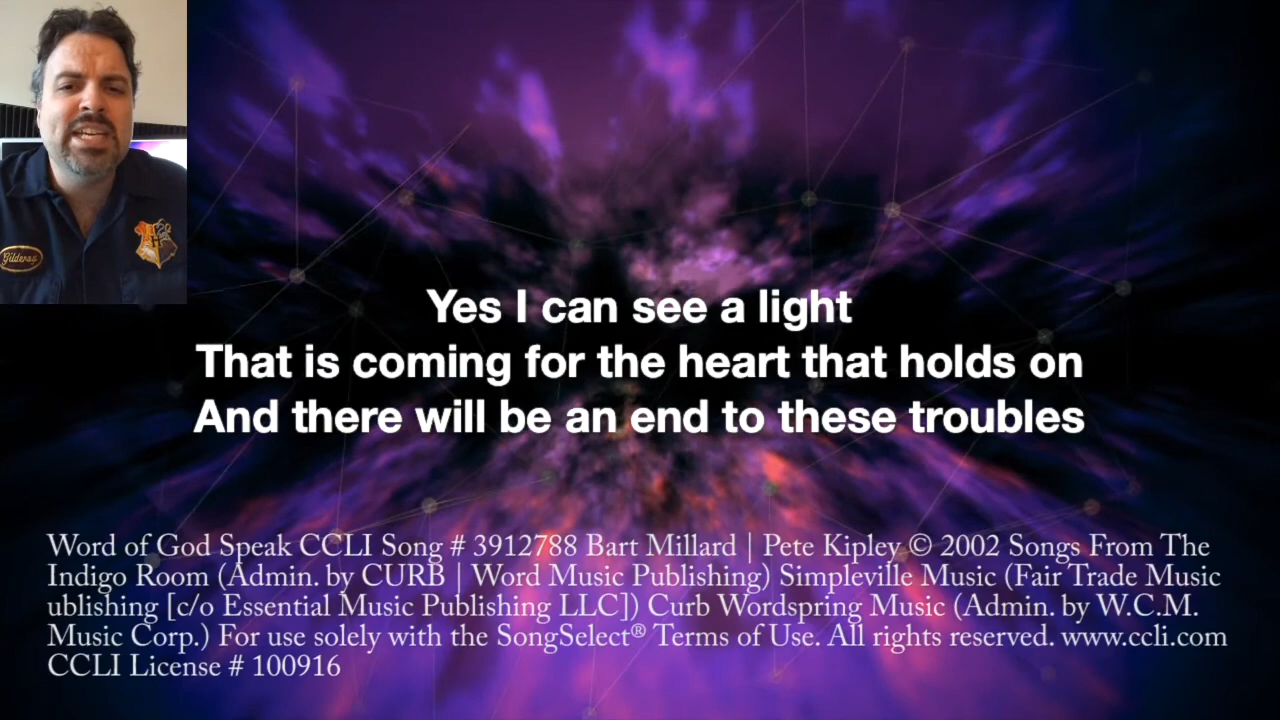 Gilderoy
Yes I can see a light
That is coming for the heart that holds on
And there will be an end to these troubles
Word of God Speak CCLI Song # 3912788 Bart Millard | Pete Kipley © 2002 Songs From The
Indigo Room (Admin. by CURB | Word Music Publishing) Simpleville Music (Fair Trade Music
ublishing [c/o Essential Music Publishing LLC]) Curb Wordspring Music (Admin. by W.C.M.
Music Corp.) For use solely with the SongSelect® Terms of Use. All rights reserved. www.ccli.com
CCLI License # 100916